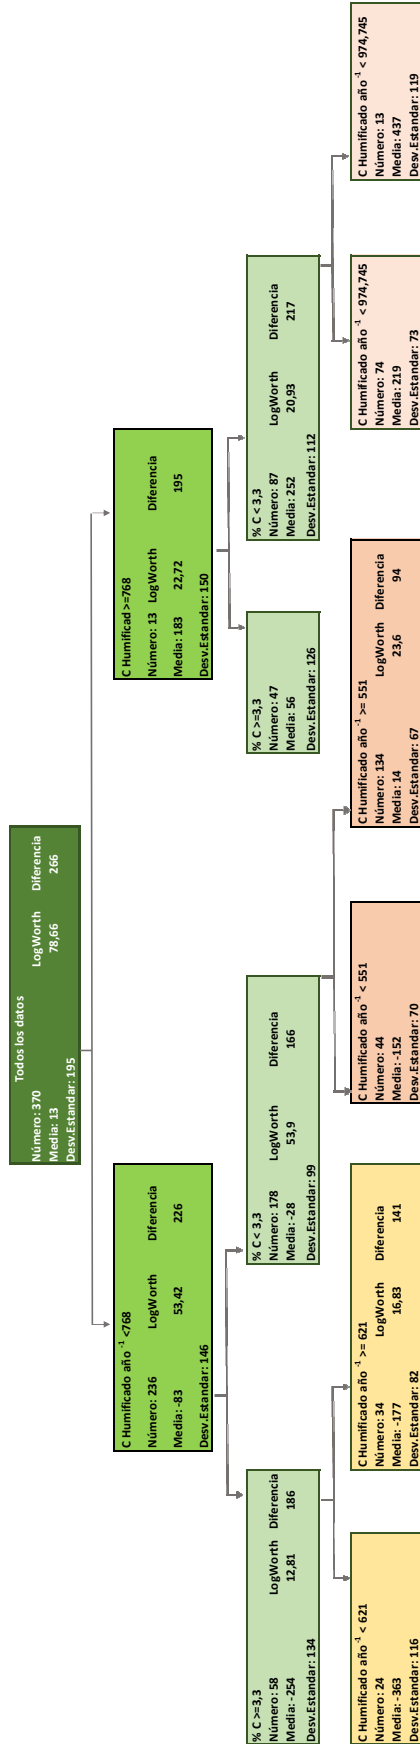 Todos los datos
Número: 370 LogWorth Diferencia
Media: 13 78,66 266
Desv.Estandar: 195
C Humificado año -1 <768
Número: 236 LogWorth Diferencia
Media: -83 53,42 226
Desv.Estandar: 146
C Humificad >=768
Número: 13 LogWorth Diferencia
Media: 183 22,72 195
Desv.Estandar: 150
% C >=3,3
Número: 58 LogWorth Diferencia
Media: -254 12,81 186
Desv.Estandar: 134
% C < 3,3
Número: 178 LogWorth Diferencia
Media: -28 53,9 166
Desv.Estandar: 99
% C >=3,3
Número: 47
Media: 56
Desv.Estandar: 126
% C < 3,3
Número: 87 LogWorth Diferencia
Media: 252 20,93 217
Desv.Estandar: 112
C Humificado año -1 < 621
Número: 24
Media: -363
Desv.Estandar: 116
C Humificado año -1 >= 621
Número: 34 LogWorth Diferencia
Media: -177 16,83 141
Desv.Estandar: 82
C Humificado año -1 < 551
Número: 44
Media: -152
Desv.Estandar: 70
C Humificado año -1 >= 551
Número: 134 LogWorth Diferencia
Media: 14 23,6 94
Desv.Estandar: 67
C Humificado año -1 < 974,745
Número: 74
Media: 219
Desv.Estandar: 73
C Humificado año -1 < 974,745
Número: 13
Media: 437
Desv.Estandar: 119